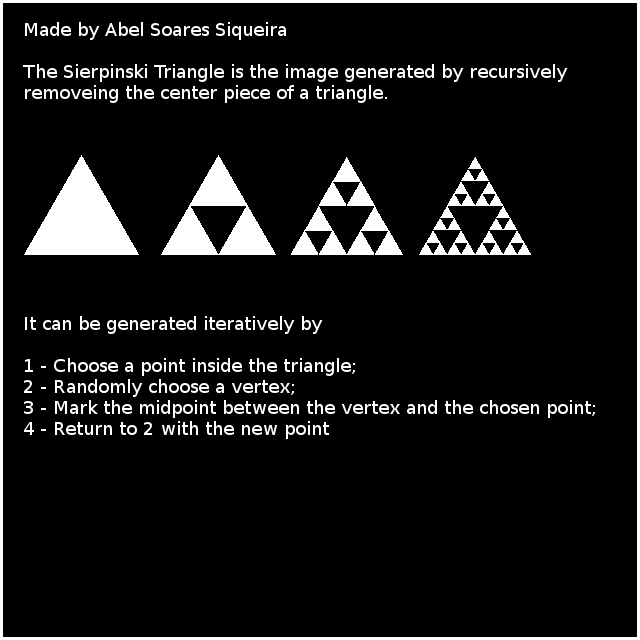 Made by Abel Soares Siqueira
The Sierpinski Triangle is the image generated by recursively
removeing the center piece of a triangle.
It can be generated iteratively by
1 - Choose a point inside the triangle;
2 - Randomly choose a vertex;
3 - Mark the midpoint between the vertex and the chosen point;
4 - Return to 2 with the new point